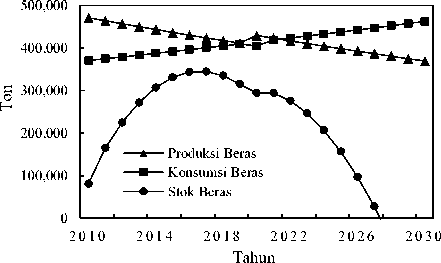 500,000
400,000
300,000
200,000
100,000
0
Ton
Produksi Beras
Konsumsi Beras
Stok Beras
2010 2014 2018 2022 2026 2030
Tahun